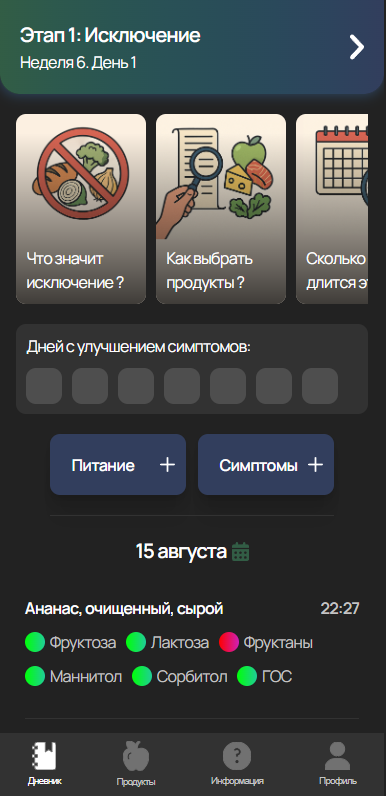 Этап 1: Исключение
Неделя 6. День 1
Что значит
исключение ?
Как выбрать
продукты ?
Сколько
длится э
Дней с улучшением симптомов:
Питание
Симптомы
15 августа
Ананас, очищенный, сырой 22:27
Фруктоза Лактоза Фруктаны
Маннитол Сорбитол ГОС
Дневник Продукты Информация Профиль